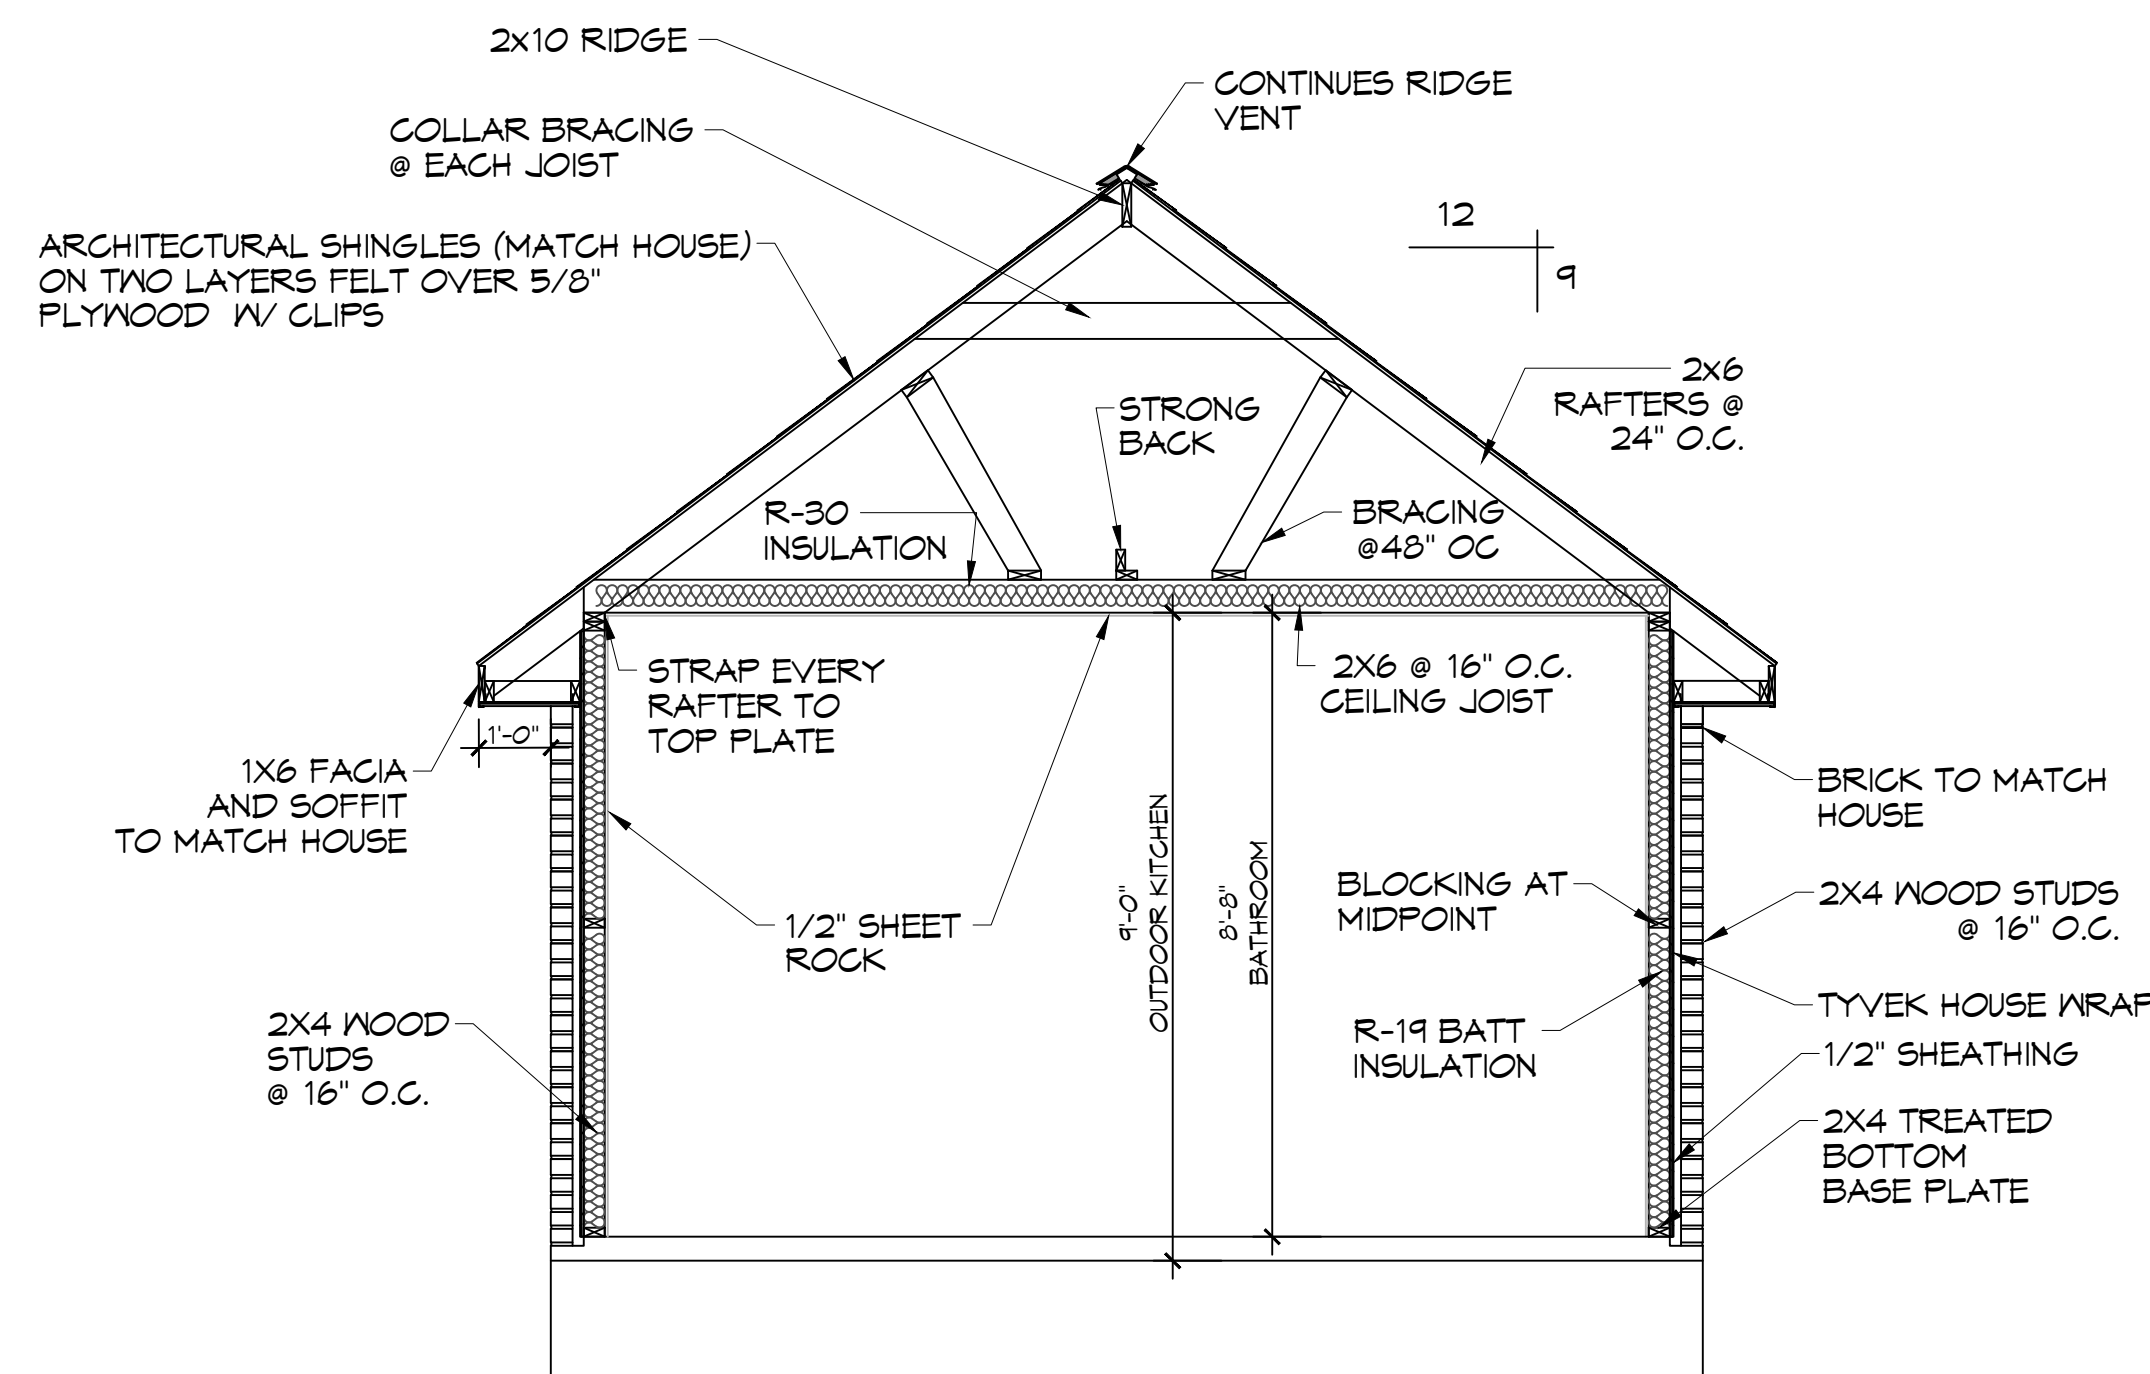 2x10 RIDGE
CONTINUES RIDGE
VENT
COLLAR BRACING
@ EACH JOIST
12
9
ARCHITECTURAL SHINGLES (MATCH HOUSE)
ON TWO LAYERS FELT OVER 5/8"
PLYWOOD W/ CLIPS
2x6
RAFTERS @
24" O.C.
STRONG
BACK
R-30
INSULATION
BRACING
@48" OC
STRAP EVERY
RAFTER TO
TOP PLATE
2X6 @ 16" O.C.
CEILING JOIST
1'-0"
1X6 FACIA
AND SOFFIT
TO MATCH HOUSE
BRICK TO MATCH
HOUSE
9'-0"
OUTDOOR KITCHEN
8'-8"
BATHROOM
BLOCKING AT
MIDPOINT
2X4 WOOD STUDS
@ 16" O.C.
1/2" SHEET
ROCK
2X4 WOOD
STUDS
@ 16" O.C.
R-19 BATT
INSULATION
TYVEK HOUSE WRAP
1/2" SHEATHING
2X4 TREATED
BOTTOM
BASE PLATE